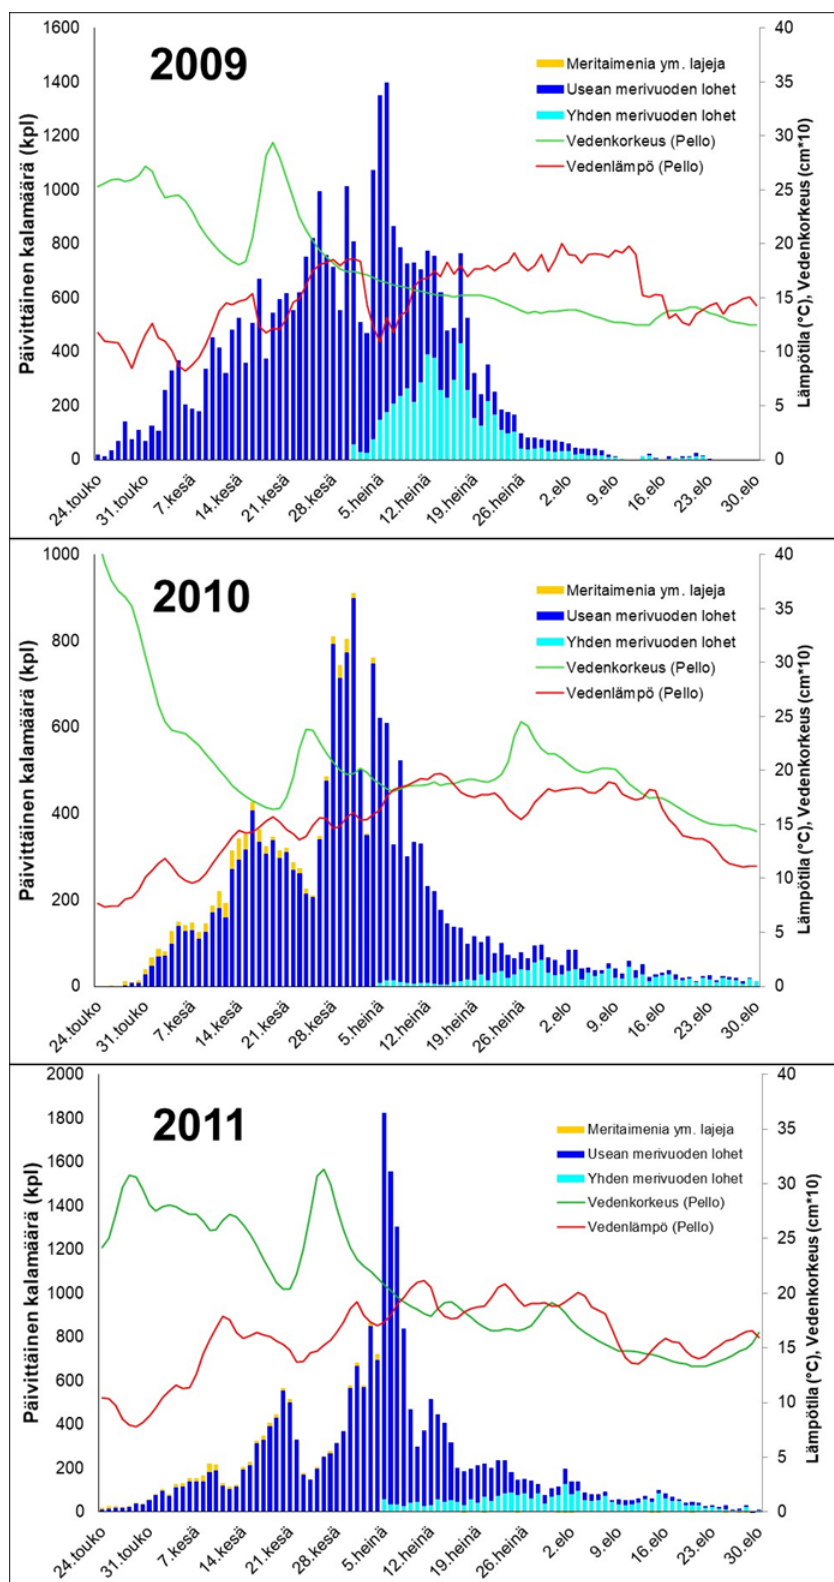 2009
Päivittäinen kalamäärä (kpl)
1600
1400
1200
1000
800
600
400
200
0
Meritaimenia ym. lajeja
Usean merivuoden lohet
Yhden merivuoden lohet
Vedenkorkeus (Pello)
Vedenlämpö (Pello)
40
35
30
25
20
15
10
5
0
Lämpötila (°C), Vedenkorkeus (cm*10)
24.touko
31.touko
7.kesä
14.kesä
21.kesä
28.kesä
5.heinä
12.heinä
19.heinä
26.heinä
2.elo
9.elo
16.elo
23.elo
30.elo
2010
Päivittäinen kalamäärä (kpl)
1000
800
600
400
200
0
Meritaimenia ym. lajeja
Usean merivuoden lohet
Yhden merivuoden lohet
Vedenkorkeus (Pello)
Vedenlämpö (Pello)
40
35
30
25
20
15
10
5
0
Lämpötila (°C), Vedenkorkeus (cm*10)
24.touko
31.touko
7.kesä
14.kesä
21.kesä
28.kesä
5.heinä
12.heinä
19.heinä
26.heinä
2.elo
9.elo
16.elo
23.elo
30.elo
2011
Päivittäinen kalamäärä (kpl)
2000
1800
1600
1400
1200
1000
800
600
400
200
0
Meritaimenia ym. lajeja
Usean merivuoden lohet
Yhden merivuoden lohet
Vedenkorkeus (Pello)
Vedenlämpö (Pello)
40
35
30
25
20
15
10
5
0
Lämpötila (°C), Vedenkorkeus (cm*10)
24.touko
31.touko
7.kesä
14.kesä
21.kesä
28.kesä
5.heinä
12.heinä
19.heinä
26.heinä
2.elo
9.elo
16.elo
23.elo
30.elo